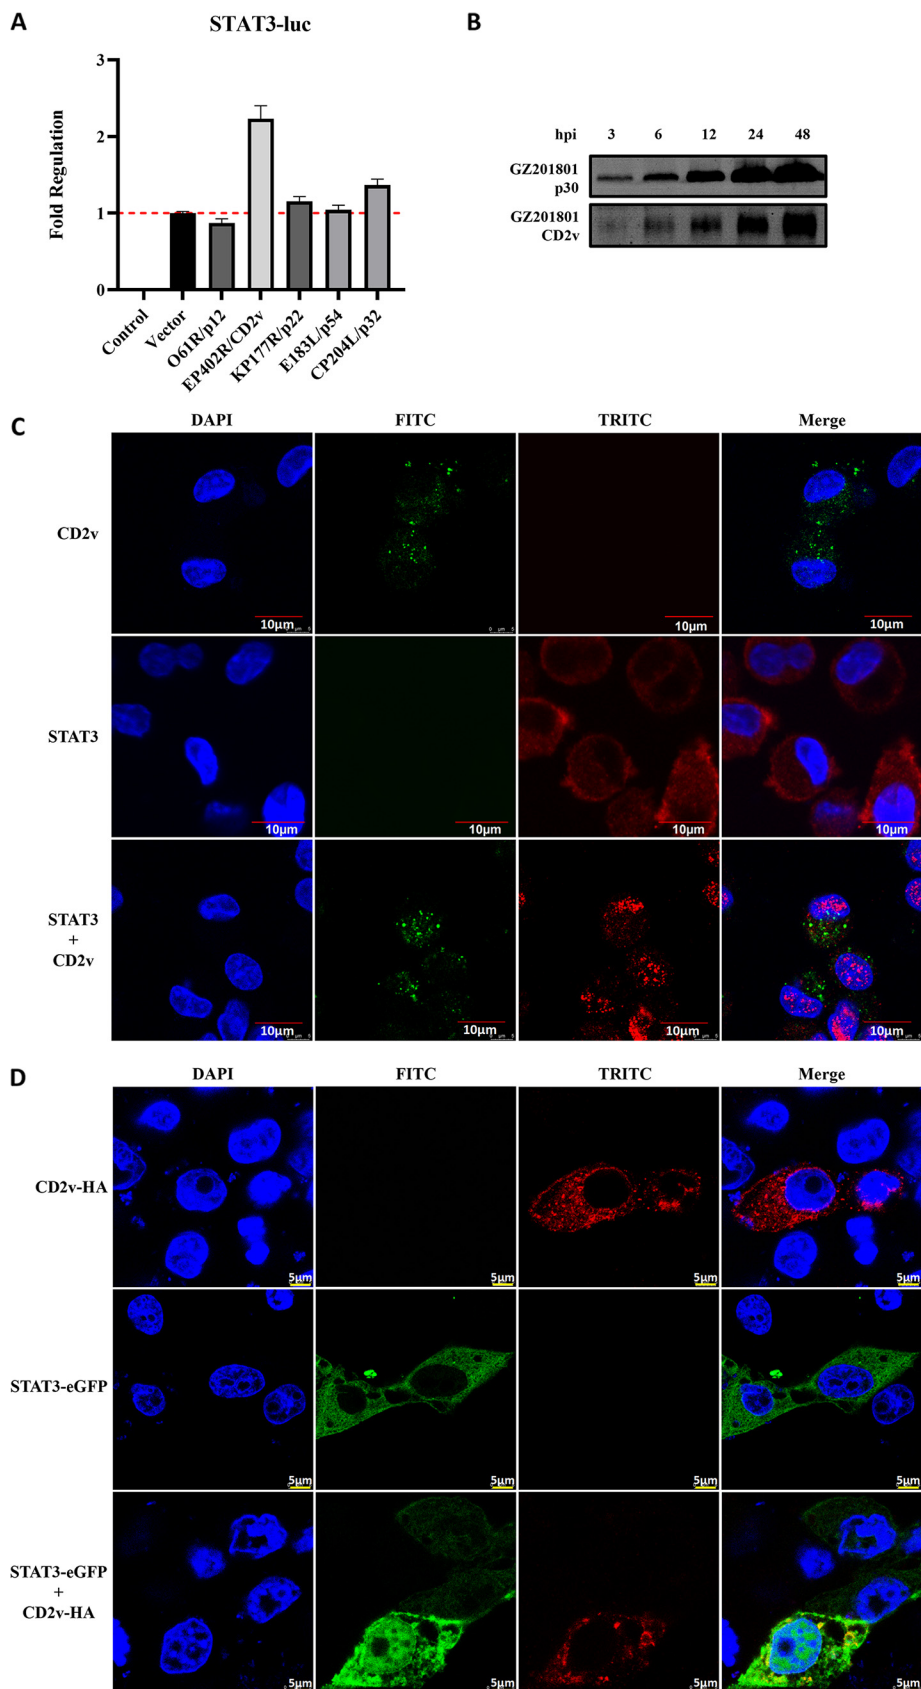 A
STAT3-luc
Fold Regulation
3
2
1
0
Control
Vector
O61R/p12
EP402R/CD2v
KP177R/p22
E183L/p54
CP204L/p32
B
hpi 3 6 12 24 48
GZ201801
p30
GZ201801
CD2v
C
DAPI FITC TRITC Merge
CD2v
10μm 10μm 10μm
STAT3
10μm 10μm 10μm 10μm
STAT3
+
CD2v
10μm 10μm 10μm 10μm
D
DAPI FITC TRITC Merge
CD2v-HA
5μm 5μm 5μm 5μm
STAT3-eGFP
5μm 5μm 5μm 5μm
STAT3-eGFP
+
CD2v-HA
5μm 5μm 5μm 5μm